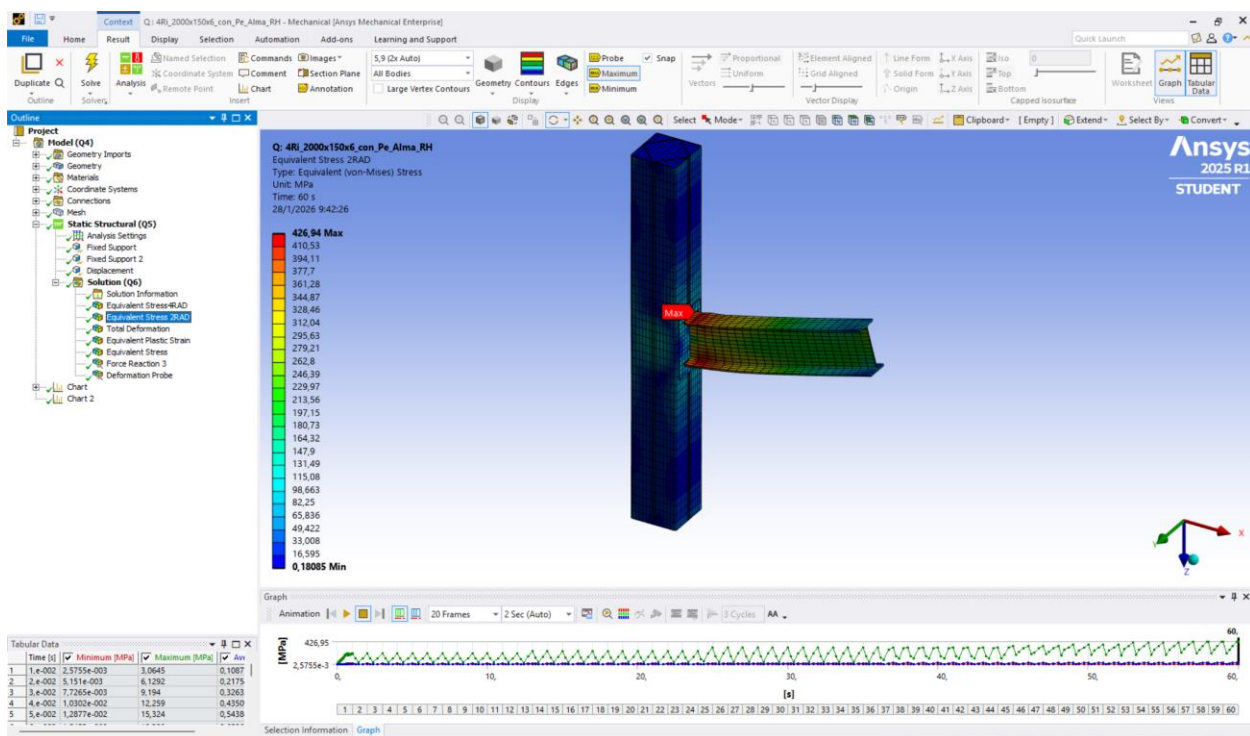 Context Q: 4Ri_2000x150x6_con_Pe_Alma_RH - Mechanical [Ansys Mechanical Enterprise]
File Home Result Display Selection Automation Add-ons Learning and Support Quick Launch
Duplicate Q Solve Analysis
Named Selection
Coordinate System
Remote Point
Commands
Comment
Chart
Images
Section Plane
Annotation
5,9 (2x Auto)
All Bodies
Large Vertex Contours
Geometry Contours Edges
Probe Snap
Maximum
Minimum
Vectors
Proportional
Uniform
Element Aligned
Grid Aligned
Line Form
Solid Form
Origin
X Axis
Y Axis
Z Axis
Iso 0
Top
Bottom
Worksheet Graph Tabular Data
Outline Solver Insert Display Vector Display Capped Isosurface Views
Outline
Select Mode Clipboard [ Empty ] Extend Select By Convert
Project
Model (Q4)
Geometry Imports
Geometry
Materials
Coordinate Systems
Connections
Mesh
Static Structural (Q5)
Analysis Settings
Fixed Support
Fixed Support 2
Displacement
Solution (Q6)
Solution Information
Equivalent Stress4RAD
Equivalent Stress 2RAD
Total Deformation
Equivalent Plastic Strain
Equivalent Stress
Force Reaction 3
Deformation Probe
Chart
Chart 2
Q: 4Ri_2000x150x6_con_Pe_Alma_RH
Equivalent Stress 2RAD
Type: Equivalent (von-Mises) Stress
Unit: MPa
Time: 60 s
28/1/2026 9:42:26
426,94 Max
410,53
394,11
377,7
361,28
344,87
328,46
312,04
295,63
279,21
262,8
246,39
229,97
213,56
197,15
180,73
164,32
147,9
131,49
115,08
98,663
82,25
65,836
49,422
33,008
16,595
0,18085 Min
Max
Ansys
2025 R1
STUDENT
X
Y
Z
Graph
Animation 20 Frames 2 Sec (Auto) 3 Cycles AA
[MPa]
426,95
2,5755e-3
60,
0, 10, 20, 30, 40, 50, 60,
[s]
1 2 3 4 5 6 7 8 9 10 11 12 13 14 15 16 17 18 19 20 21 22 23 24 25 26 27 28 29 30 31 32 33 34 35 36 37 38 39 40 41 42 43 44 45 46 47 48 49 50 51 52 53 54 55 56 57 58 59 60
Selection Information Graph
Tabular Data
Time [s] Minimum [MPa] Maximum [MPa]
1 1,e-002 2,5755e-003 3,0645 0,1087
2 2,e-002 5,151e-003 6,1292 0,2175
3 3,e-002 7,7265e-003 9,194 0,3263
4 4,e-002 1,0302e-002 12,259 0,4350
5 5,e-002 1,2877e-002 15,324 0,5438